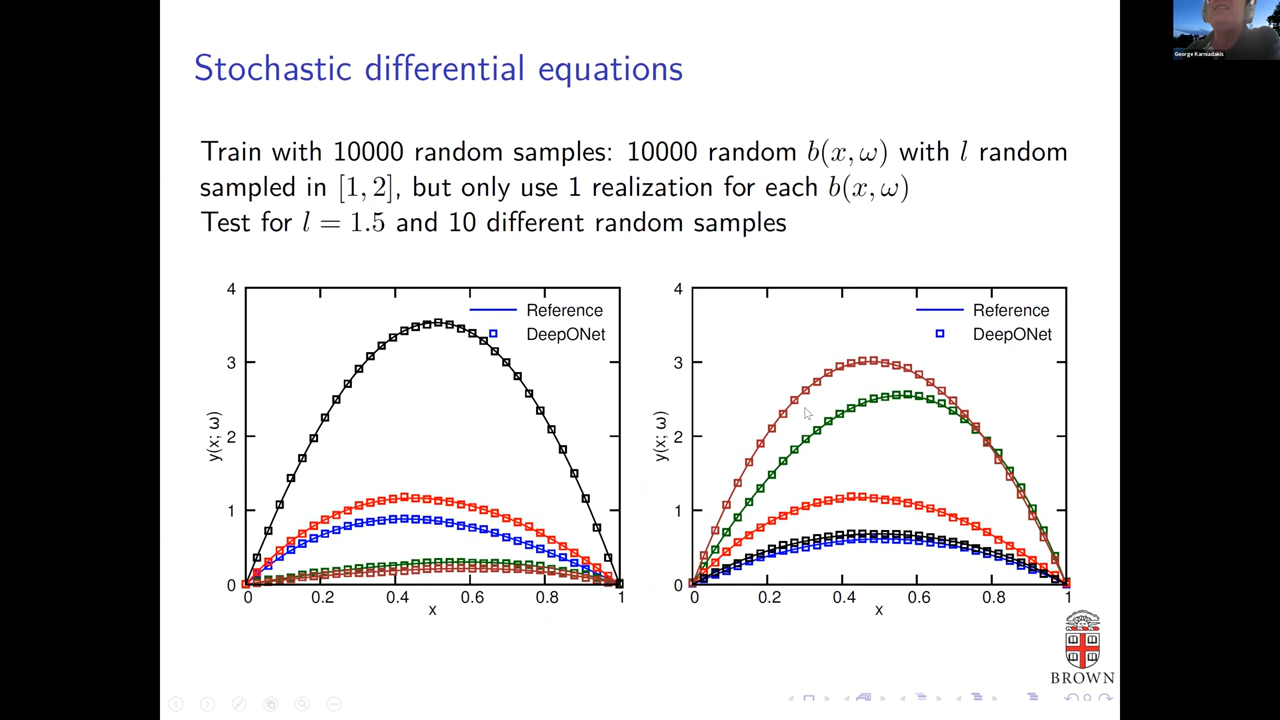 George Karniadakis
Stochastic differential equations
Train with 10000 random samples: 10000 random b(x, ω) with l random
sampled in [1, 2], but only use 1 realization for each b(x, ω)
Test for l = 1.5 and 10 different random samples
4
3
2
1
0
y(x; ω)
Reference
DeepONet
0 0.2 0.4 0.6 0.8 1
x
4
3
2
1
0
y(x; ω)
Reference
DeepONet
0 0.2 0.4 0.6 0.8 1
x
BROWN